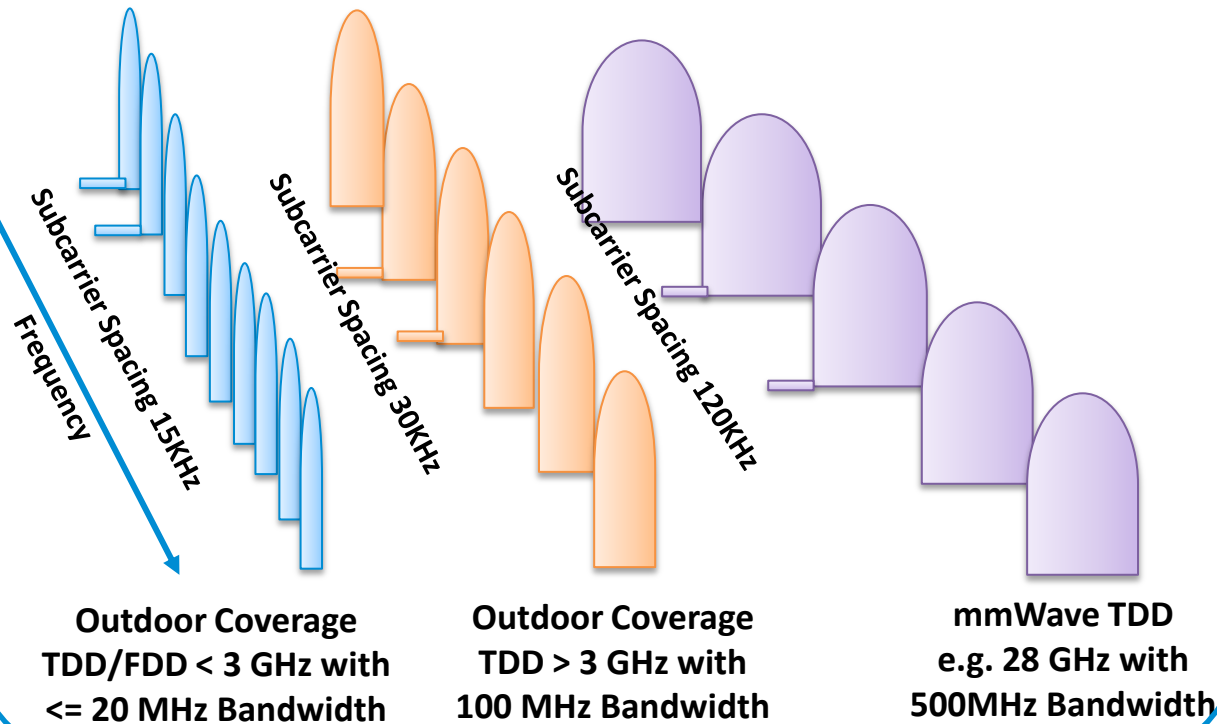 Subcarrier Spacing 15KHz
Frequency
Subcarrier Spacing 30KHz
Subcarrier Spacing 120KHz
Outdoor Coverage
TDD/FDD < 3 GHz with
<= 20 MHz Bandwidth
Outdoor Coverage
TDD > 3 GHz with
100 MHz Bandwidth
mmWave TDD
e.g. 28 GHz with
500MHz Bandwidth